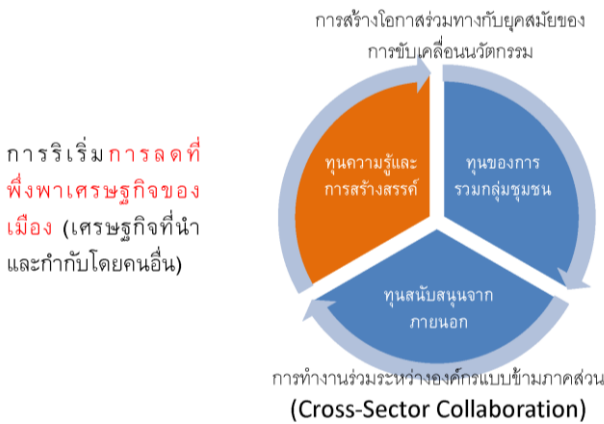 การสร้างโอกาสร่วมทางกับยุคสมัยของ
การขับเคลื่อนนวัตกรรม
การริเริ่มการลดที่
พึ่งพาเศรษฐกิจของ
เมือง (เศรษฐกิจที่นำ
และกำกับโดยคนอื่น)
ทุนความรู้และ
การสร้างสรรค์
ทุนของการ
รวมกลุ่มชุมชน
ทุนสนับสนุนจาก
ภายนอก
การทำงานร่วมระหว่างองค์กรแบบข้ามภาคส่วน
(Cross-Sector Collaboration)